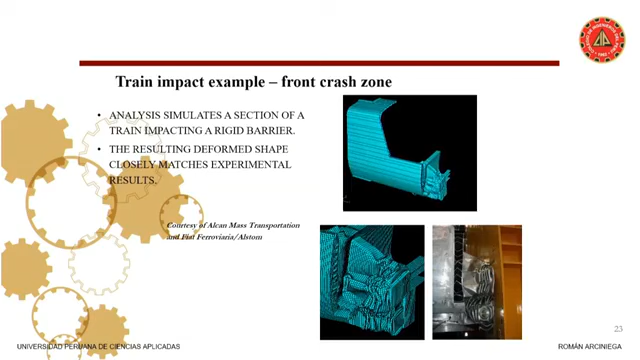 Train impact example – front crash zone
• ANALYSIS SIMULATES A SECTION OF A
TRAIN IMPACTING A RIGID BARRIER.
• THE RESULTING DEFORMED SHAPE
CLOSELY MATCHES EXPERIMENTAL
RESULTS.
Courtesy of Alcan Mass Transportation
and Fiat Ferroviaria/Alstom
23
UNIVERSIDAD PERUANA DE CIENCIAS APLICADAS
ROMÁN ARCINIEGA